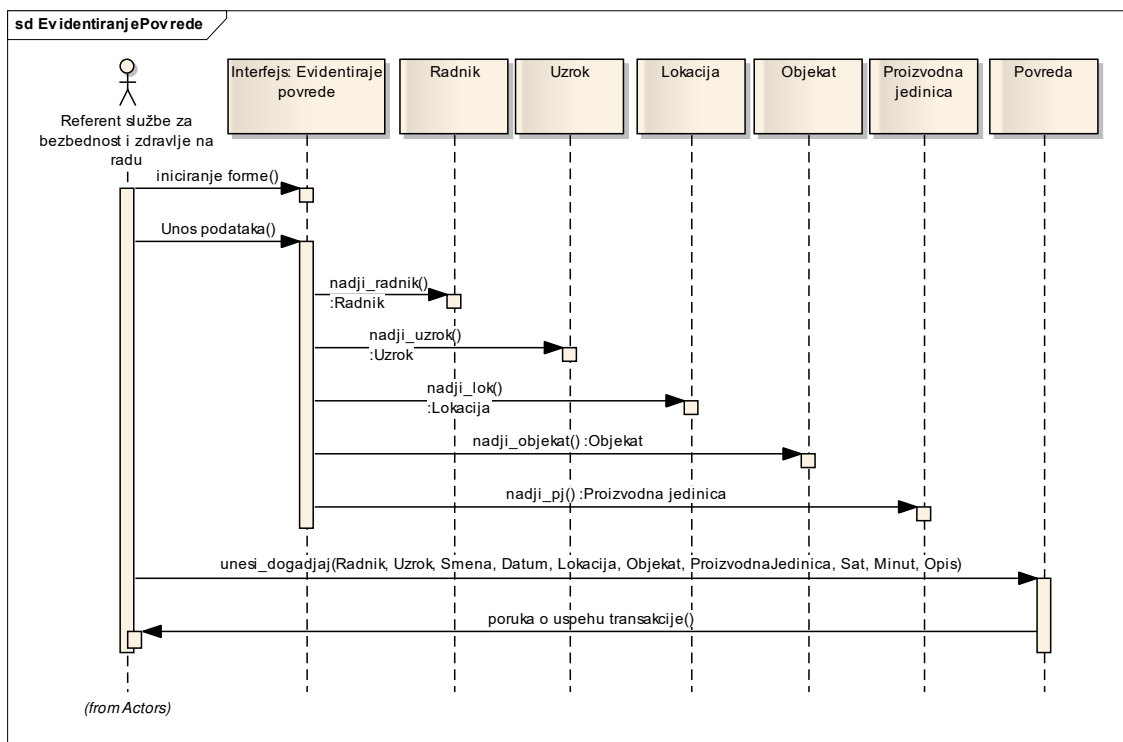 sd EvidentiranjePovrede
Referent službe za
bezbednost i zdravlje na
radu
Interfejs: Evidentiraje
povrede
Radnik
Uzrok
Lokacija
Objekat
Proizvodna
jedinica
Povreda
iniciranje forme()
Unos podataka()
nadji_radnik()
:Radnik
nadji_uzrok()
:Uzrok
nadji_lok()
:Lokacija
nadji_objekat() :Objekat
nadji_pj() :Proizvodna jedinica
unesi_dogadjaj(Radnik, Uzrok, Smena, Datum, Lokacija, Objekat, ProizvodnaJedinica, Sat, Minut, Opis)
poruka o uspehu transakcije()
(from Actors)